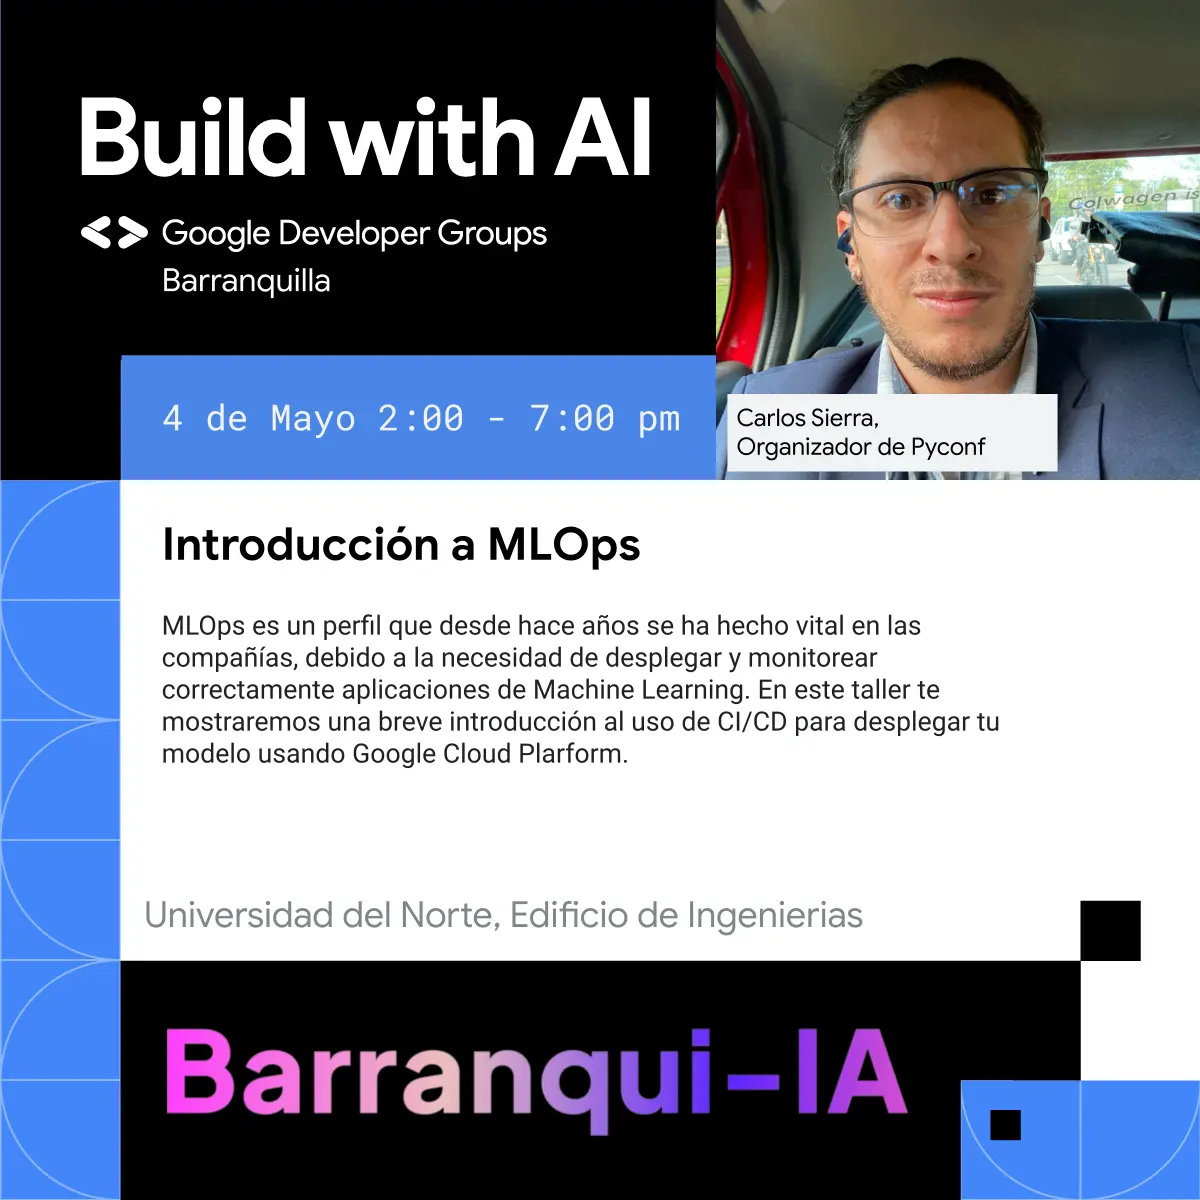 Build with AI
Google Developer Groups
Barranquilla
4 de Mayo 2:00 - 7:00 pm
Colwagen is
Carlos Sierra,
Organizador de Pyconf
Introducción a MLOps
MLOps es un perfil que desde hace años se ha hecho vital en las
compañías, debido a la necesidad de desplegar y monitorear
correctamente aplicaciones de Machine Learning. En este taller te
mostraremos una breve introducción al uso de CI/CD para desplegar tu
modelo usando Google Cloud Plarform.
Universidad del Norte, Edificio de Ingenierias
Barranqui-IA